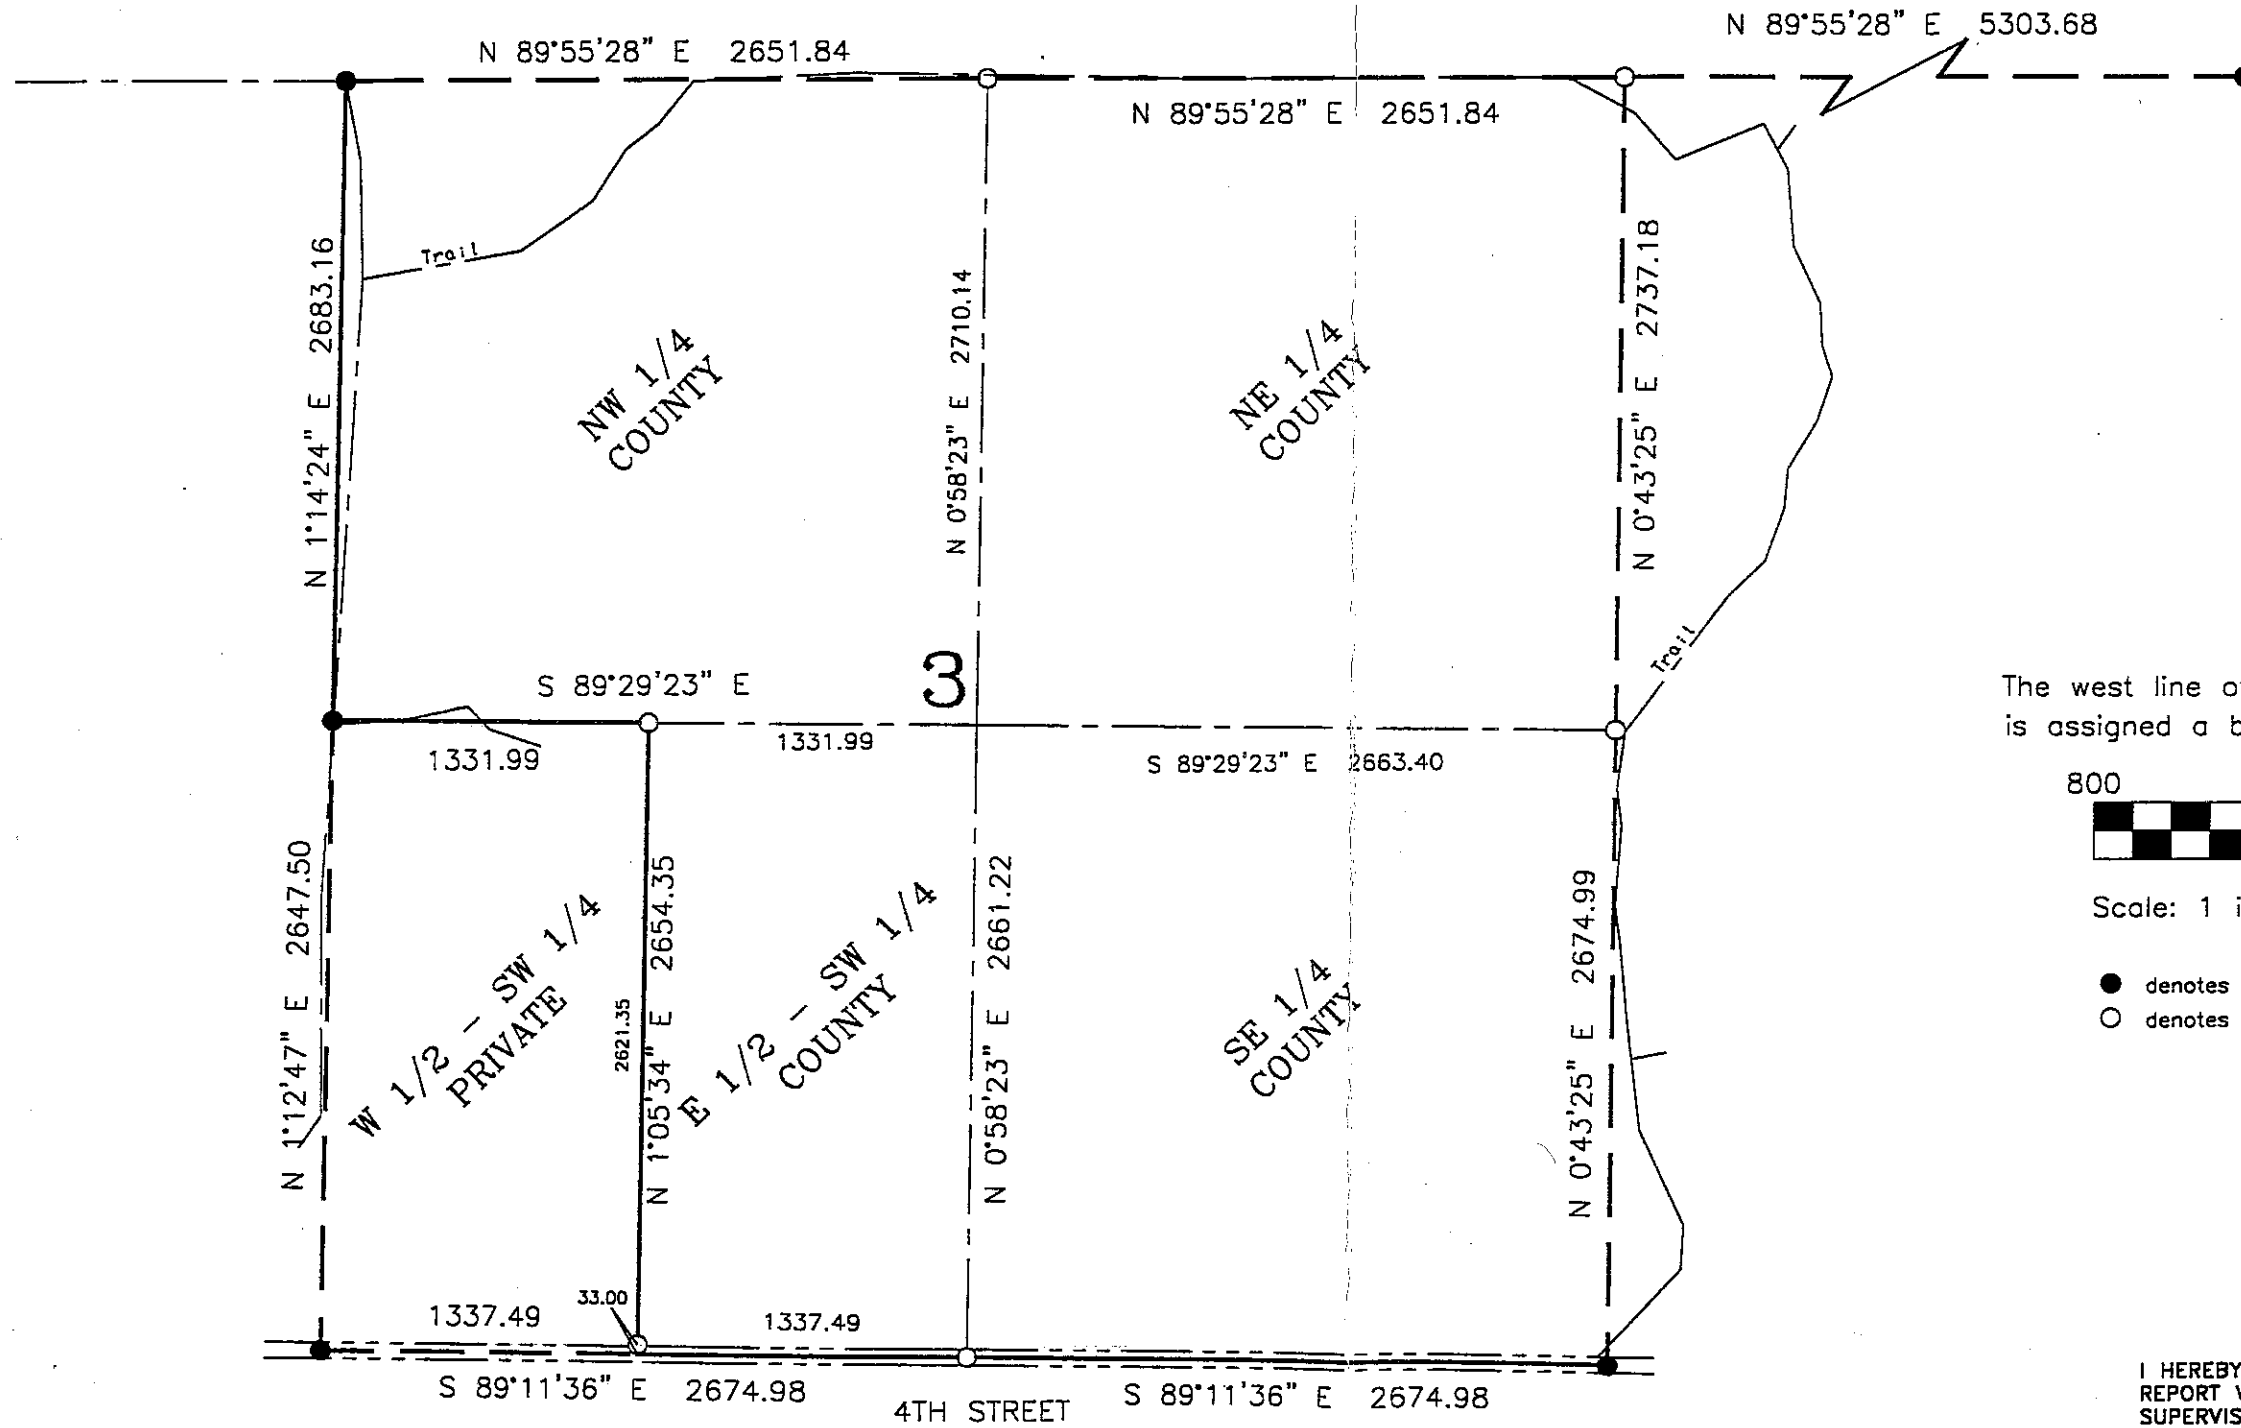 N 89°55'28" E 5303.68
N 89°55'28" E 2651.84
N 89°55'28" E 2651.84
Trail
N 1°14'24" E 2683.16
N 0°58'23" E 2710.14
N 0°43'25" E 2737.18
NW 1/4
COUNTY
NE 1/4
COUNTY
Trail
3
S 89°29'23" E
1331.99
1331.99
S 89°29'23" E 2663.40
The west line o
is assigned a b
800
Scale: 1 i
denotes
denotes
N 1°12'47" E 2647.50
W 1/2 - SW 1/4
PRIVATE
2621.35
N 1°05'34" E 2654.35
E 1/2 - SW 1/4
COUNTY
N 0°58'23" E 2661.22
SE 1/4
COUNTY
N 0°43'25" E 2674.99
1337.49
33.00
1337.49
S 89°11'36" E 2674.98
4TH STREET
S 89°11'36" E 2674.98
I HEREBY
REPORT
SUPERVIS